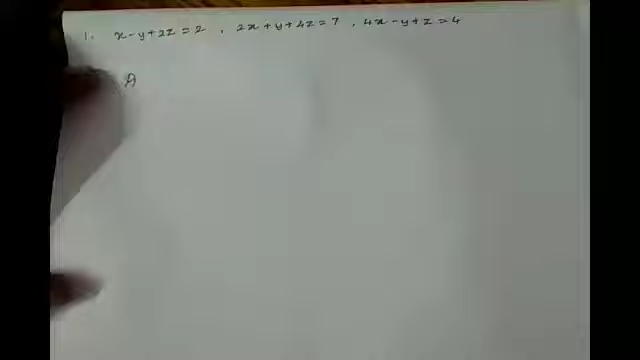 1. x - y + 2z = 2 , 2x + y + 4z = 7 , 4x - y + z = 4
A